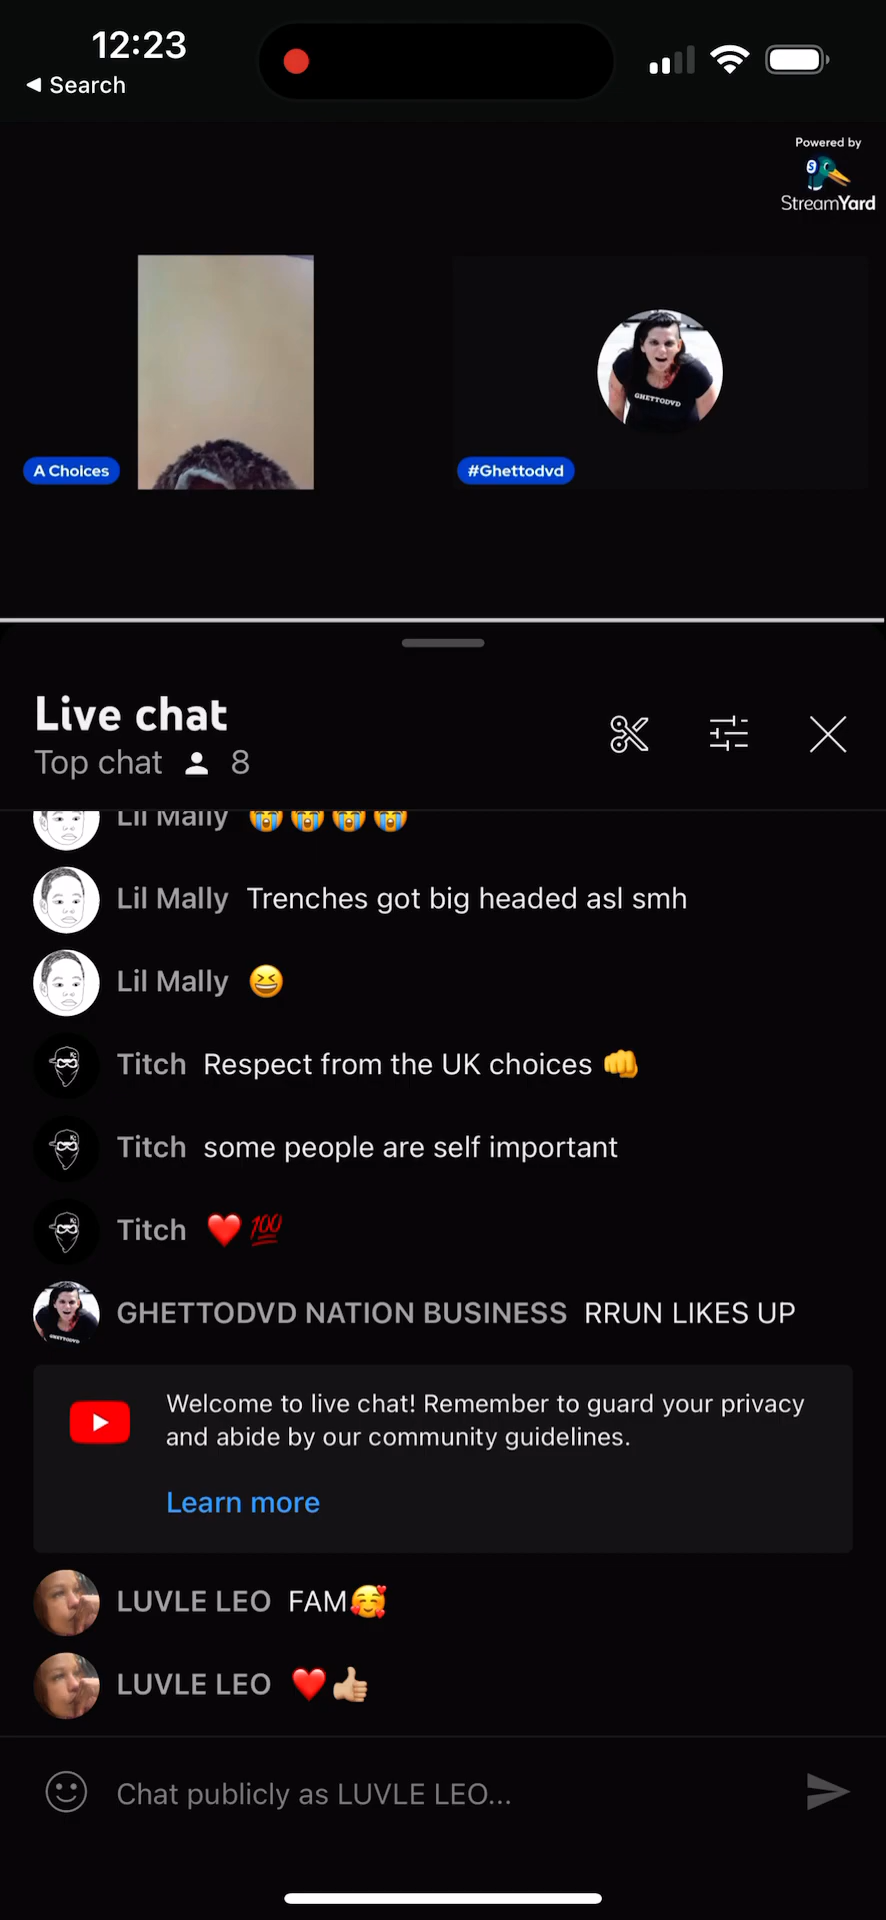 12:23
◀ Search
Powered by
StreamYard
A Choices
GHETTODVD
#Ghettodvd
Live chat
Top chat 8
Lil Mally 😭😭😭😭
Lil Mally Trenches got big headed asl smh
Lil Mally 😆
Titch Respect from the UK choices 👊
Titch some people are self important
Titch ❤️💯
GHETTODVD NATION BUSINESS RRUN LIKES UP
Welcome to live chat! Remember to guard your privacy
and abide by our community guidelines.
Learn more
LUVLE LEO FAM🥰
LUVLE LEO ❤️👍🏼
Chat publicly as LUVLE LEO...